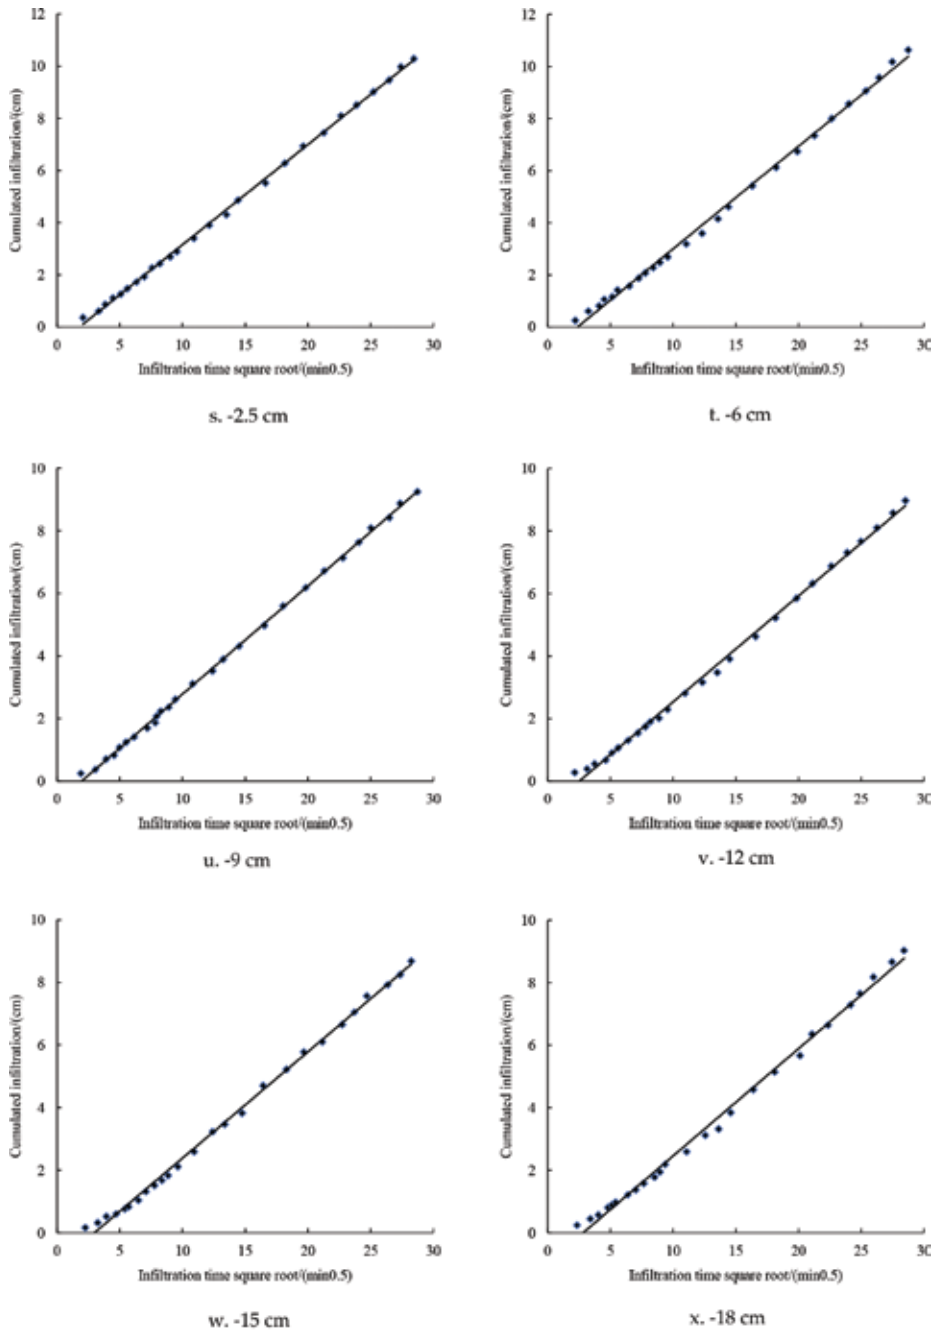 12
10
8
6
4
2
0
Cumulated infiltration/(cm)
0 5 10 15 20 25 30
Infiltration time square root/(min0.5)
s. -2.5 cm
12
10
8
6
4
2
0
Cumulated infiltration/(cm)
0 5 10 15 20 25 30
Infiltration time square root/(min0.5)
t. -6 cm
10
8
6
4
2
0
Cumulated infiltration/(cm)
0 5 10 15 20 25 30
Infiltration time square root/(min0.5)
u. -9 cm
10
8
6
4
2
0
Cumulated infiltration/(cm)
0 5 10 15 20 25 30
Infiltration time square root/(min0.5)
v. -12 cm
10
8
6
4
2
0
Cumulated infiltration/(cm)
0 5 10 15 20 25 30
Infiltration time square root/(min0.5)
w. -15 cm
10
8
6
4
2
0
Cumulated infiltration/(cm)
0 5 10 15 20 25 30
Infiltration time square root/(min0.5)
x. -18 cm